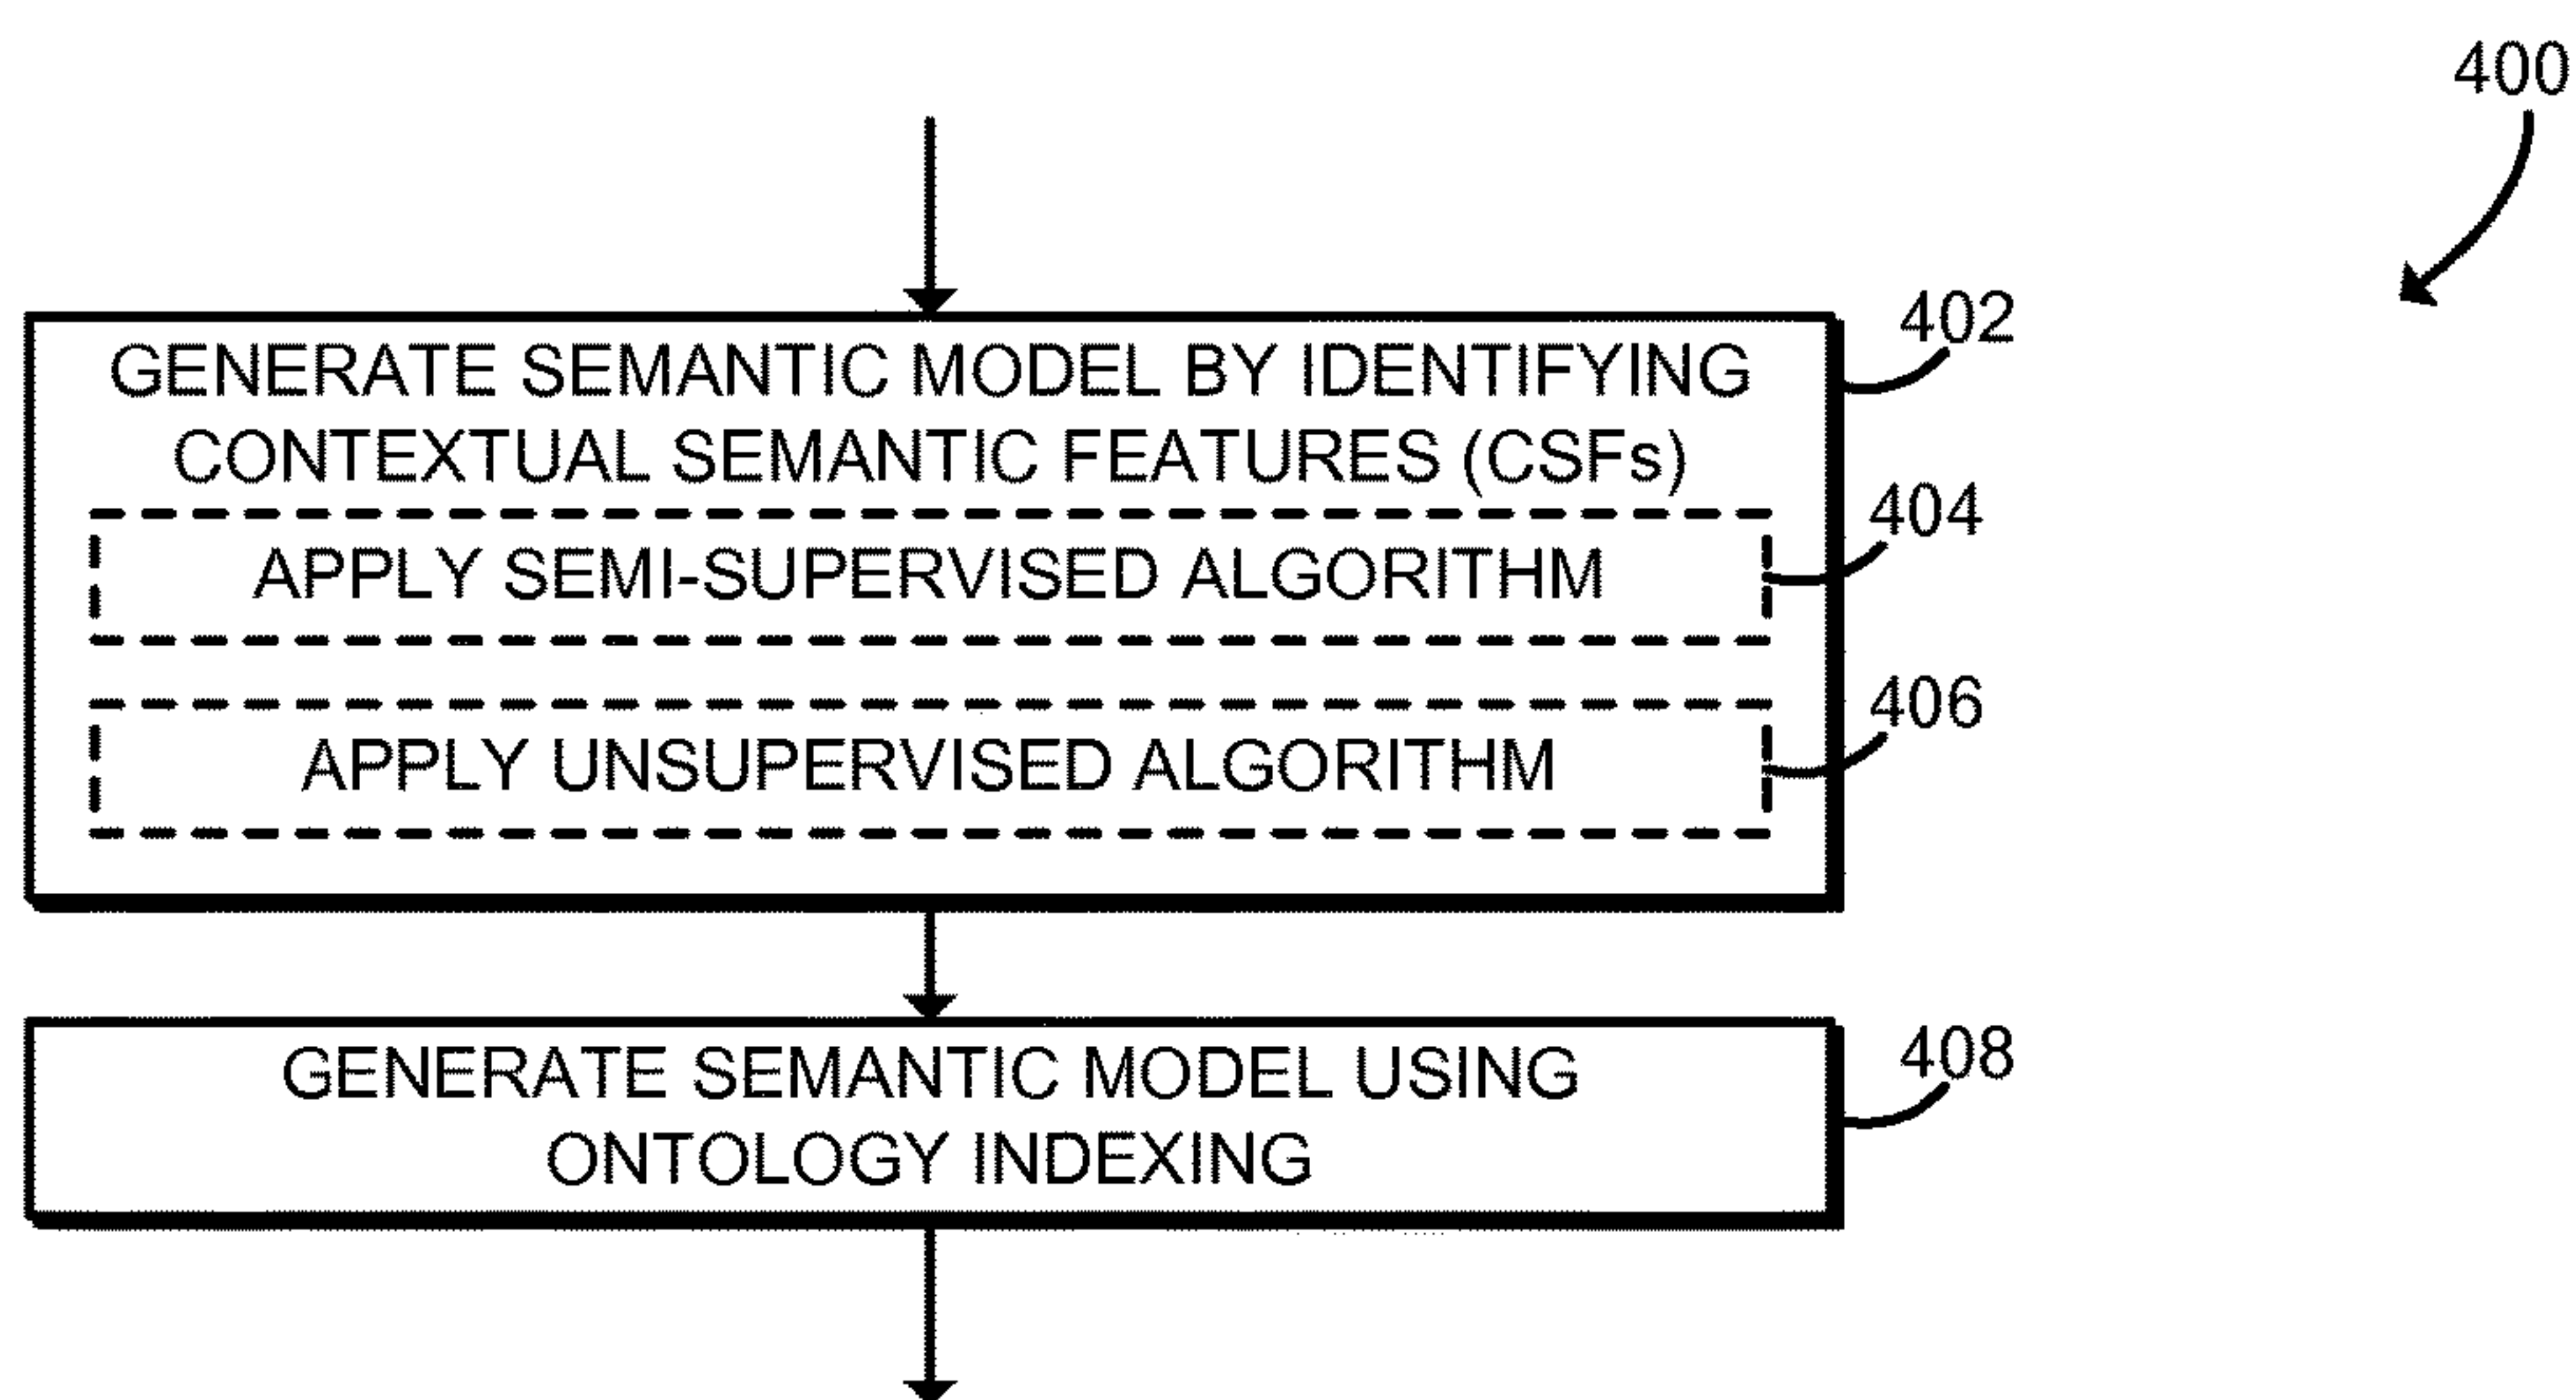 400
402
GENERATE SEMANTIC MODEL BY IDENTIFYING
CONTEXTUAL SEMANTIC FEATURES (CSFs)
404
APPLY SEMI-SUPERVISED ALGORITHM
406
APPLY UNSUPERVISED ALGORITHM
408
GENERATE SEMANTIC MODEL USING
ONTOLOGY INDEXING